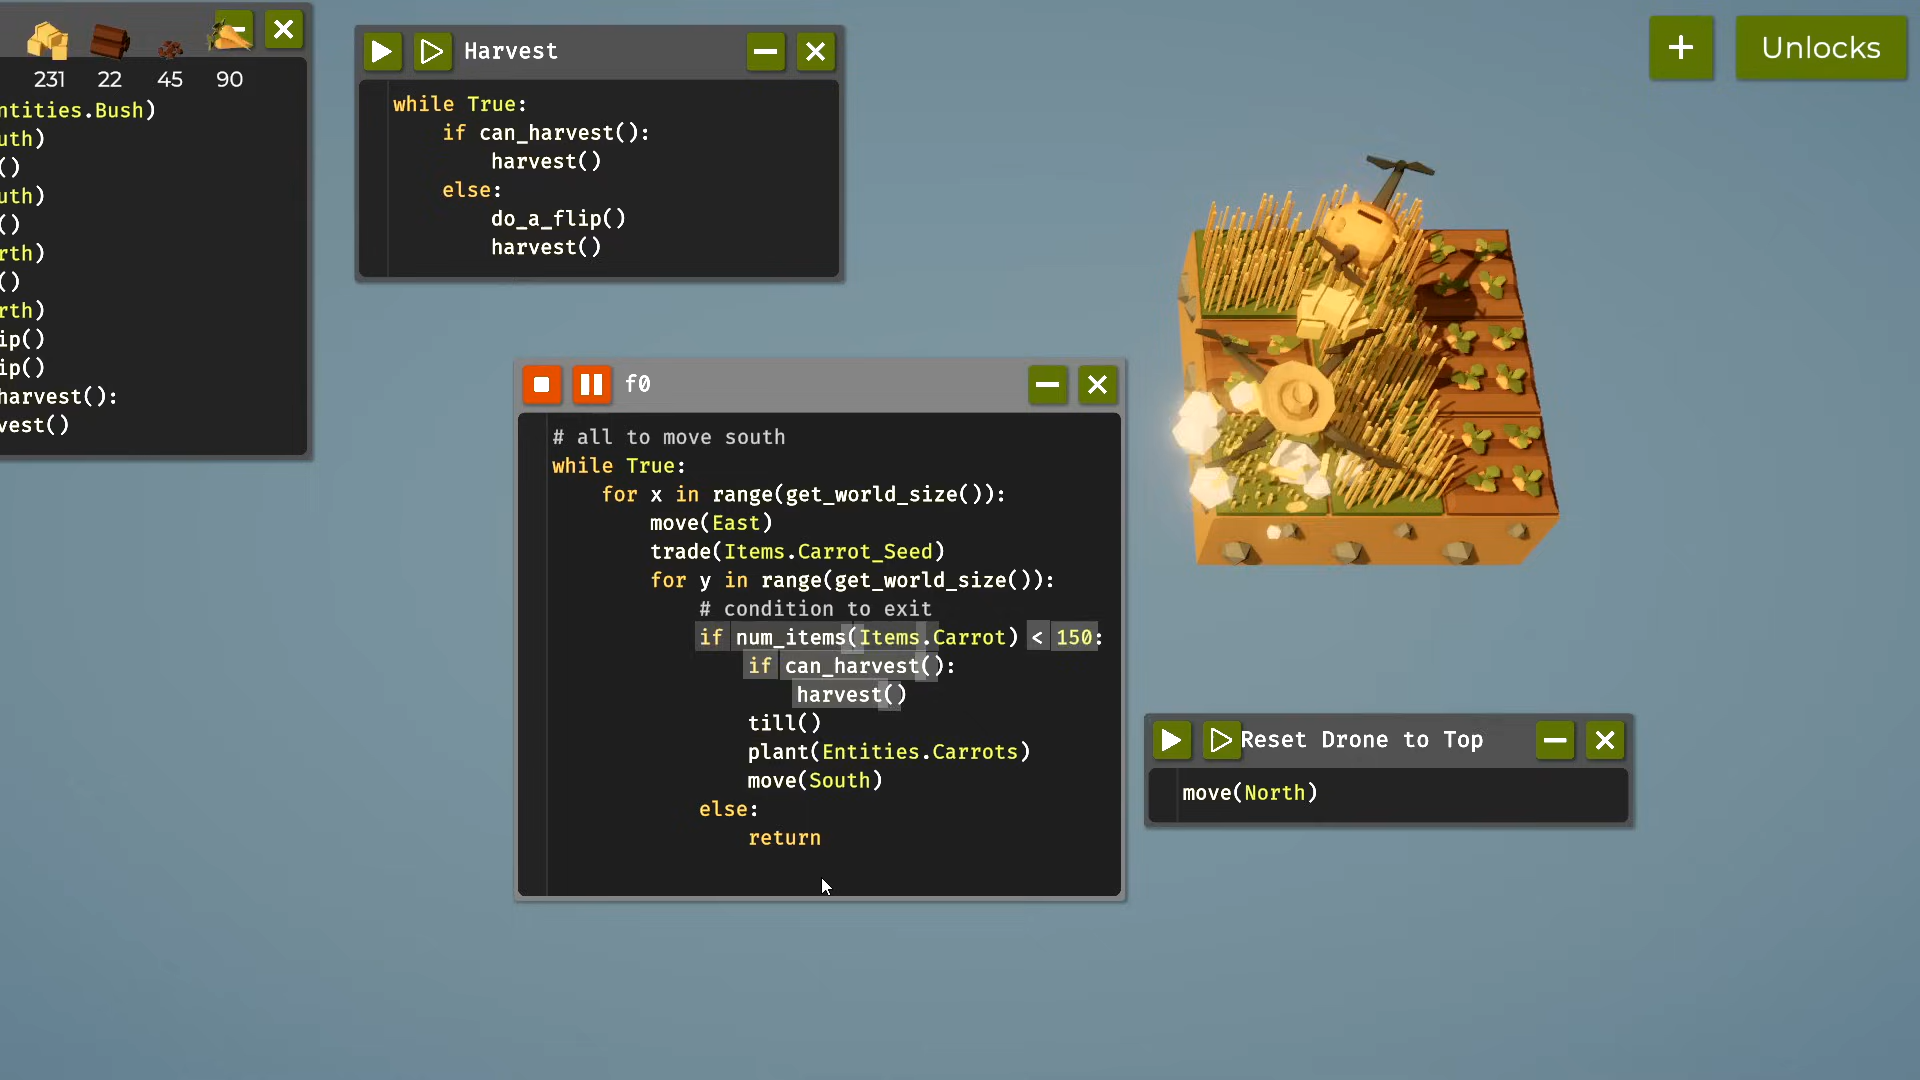 231 22 45 90
ntities.Bush)
uth)
()
uth)
()
rth)
()
rth)
ip()
ip()
harvest():
vest()
Harvest
while True:
if can_harvest():
harvest()
else:
do_a_flip()
harvest()
Unlocks
f0
# all to move south
while True:
for x in range(get_world_size()):
move(East)
trade(Items.Carrot_Seed)
for y in range(get_world_size()):
# condition to exit
if num_items(Items.Carrot) < 150:
if can_harvest():
harvest()
till()
plant(Entities.Carrots)
move(South)
else:
return
Reset Drone to Top
move(North)